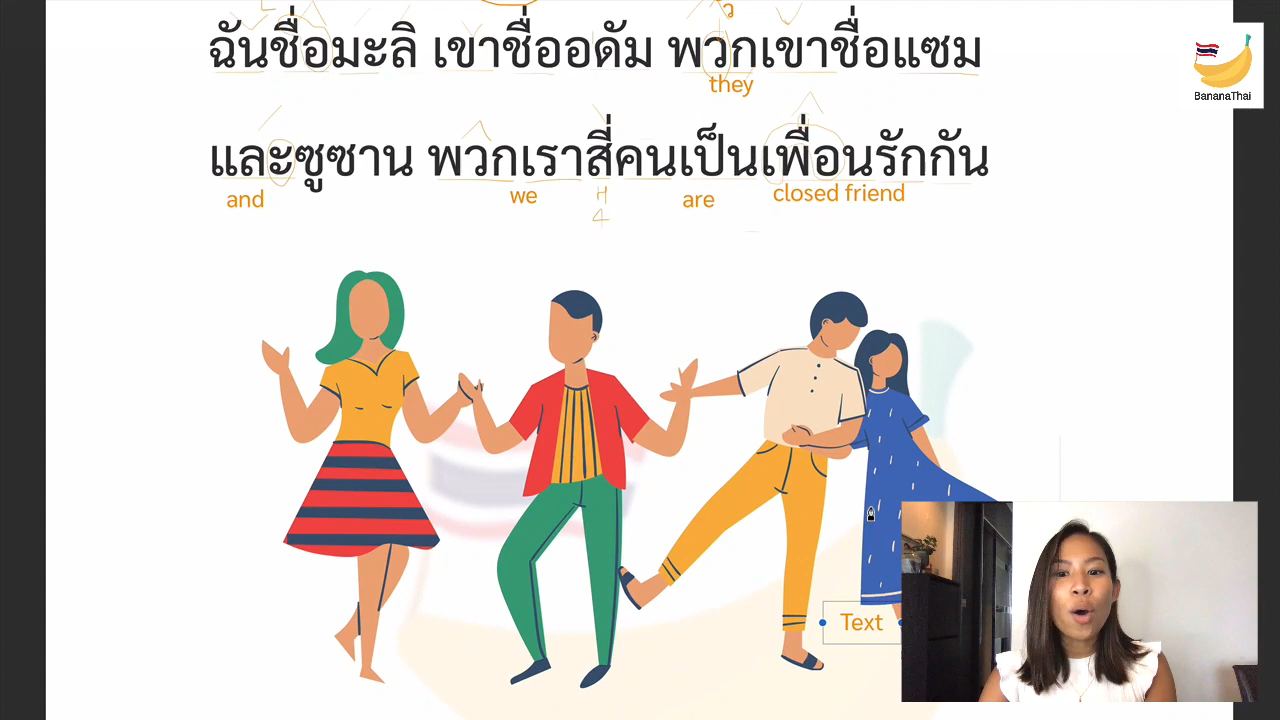 ฉันชื่อมะลิ เขาชื่ออดัม พวกเขาชื่อแซม
they
และซูซาน พวกเราสี่คนเป็นเพื่อนรักกัน
and we are closed friend
H
4
BananaThai
Text